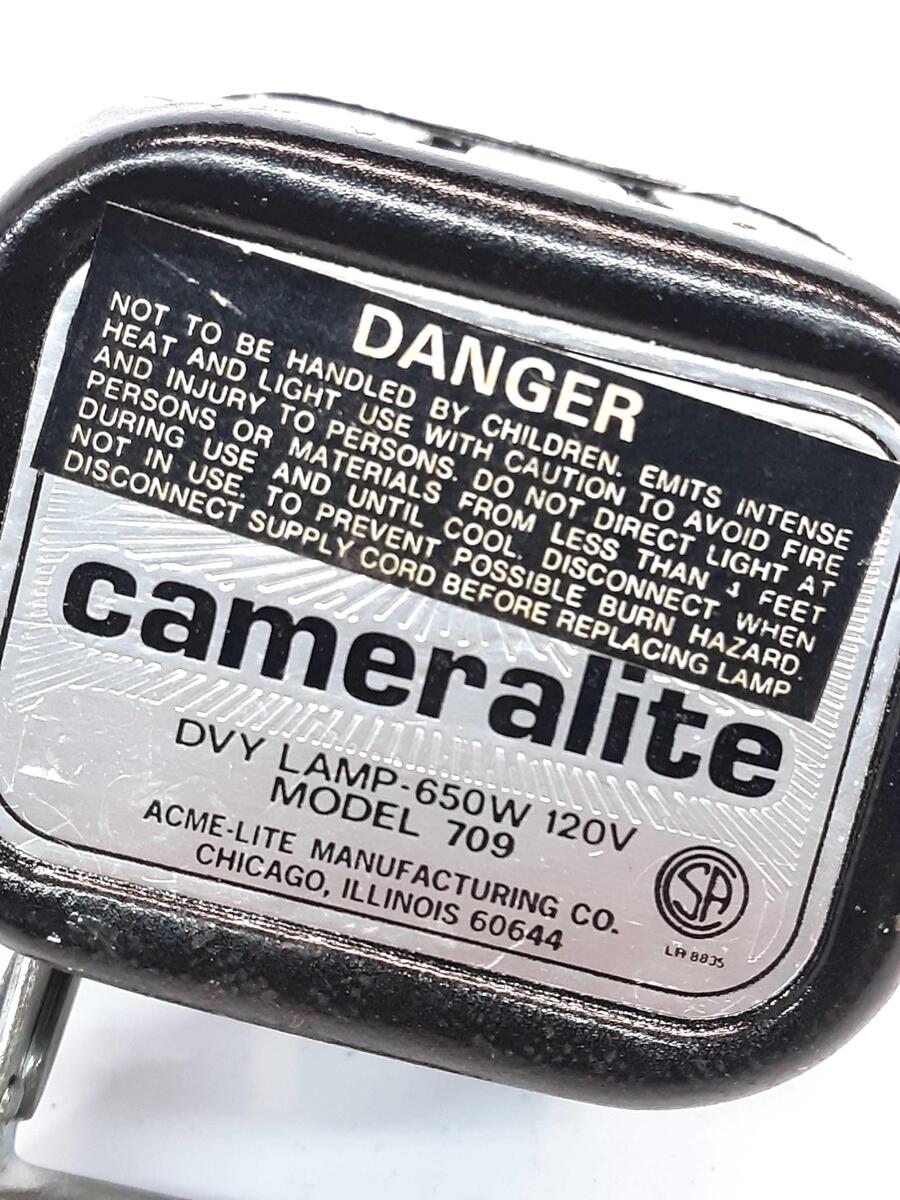 DANGER
NOT TO BE HANDLED BY CHILDREN. EMITS INTENSE
HEAT AND LIGHT. USE WITH CAUTION TO AVOID FIRE
AND INJURY TO PERSONS. DO NOT DIRECT LIGHT AT
PERSONS OR MATERIALS FROM LESS THAN 4 FEET
DURING USE AND UNTIL COOL. DISCONNECT WHEN
NOT IN USE. TO PREVENT POSSIBLE BURN HAZARD.
DISCONNECT SUPPLY CORD BEFORE REPLACING LAMP.
cameralite
DVY LAMP-650W 120V
MODEL 709
ACME-LITE MANUFACTURING CO.
CHICAGO, ILLINOIS 60644
SA
LR 8835